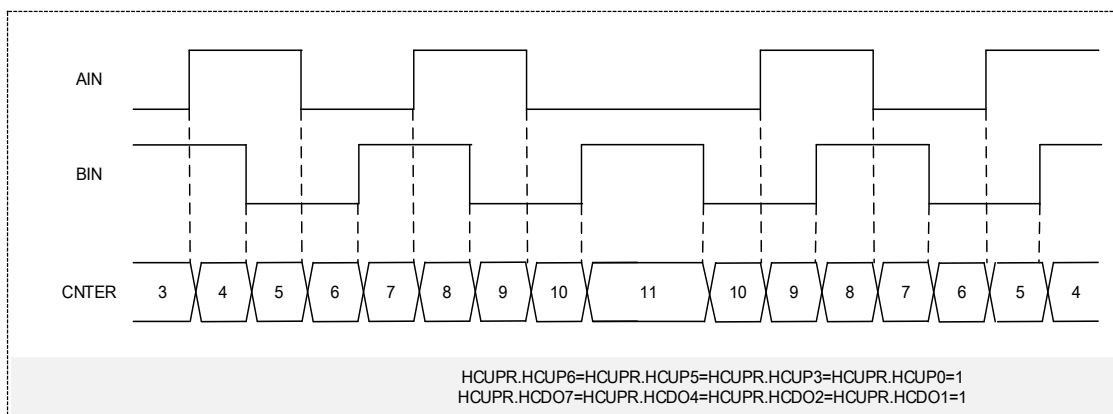 AIN
BIN
CNTER 3 4 5 6 7 8 9 10 11 10 9 8 7 6 5 4
HCUPR.HCUP6=HCUPR.HCUP5=HCUPR.HCUP3=HCUPR.HCUP0=1
HCUPR.HCDO7=HCUPR.HCDO4=HCUPR.HCDO2=HCUPR.HCDO1=1